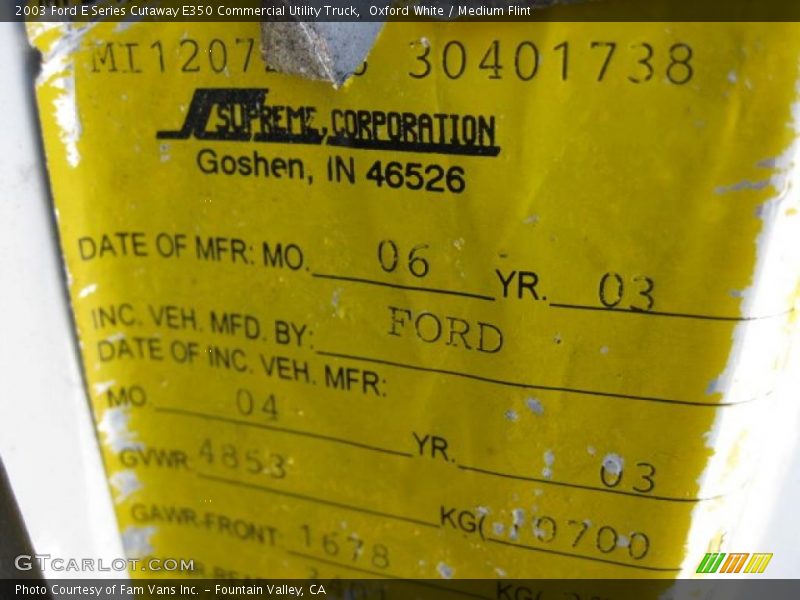 2003 Ford E Series Cutaway E350 Commercial Utility Truck, Oxford White / Medium Flint
30401738
SUPREME CORPORATION
Goshen, IN 46526
DATE OF MFR: MO. 06 YR. 03
INC. VEH. MFD. BY: FORD
DATE OF INC. VEH. MFR:
MO. 04 YR. 03
GVWR 4853 KG( 10700
GAWR-FRONT: 1678
KG(
GTCARLOT.COM
Photo Courtesy of Fam Vans Inc. – Fountain Valley, CA